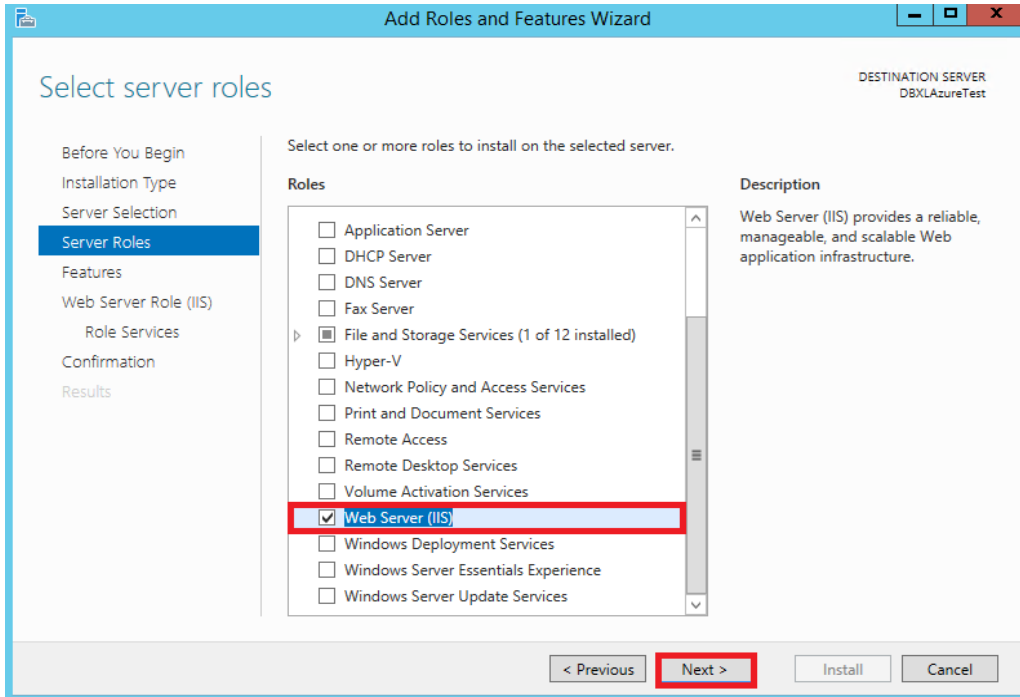 Add Roles and Features Wizard
Select server roles
DESTINATION SERVER
DBXLAzureTest
Before You Begin
Installation Type
Server Selection
Server Roles
Features
Web Server Role (IIS)
Role Services
Confirmation
Results
Select one or more roles to install on the selected server.
Roles
Application Server
DHCP Server
DNS Server
Fax Server
File and Storage Services (1 of 12 installed)
Hyper-V
Network Policy and Access Services
Print and Document Services
Remote Access
Remote Desktop Services
Volume Activation Services
Web Server (IIS)
Windows Deployment Services
Windows Server Essentials Experience
Windows Server Update Services
Description
Web Server (IIS) provides a reliable,
manageable, and scalable Web
application infrastructure.
< Previous
Next >
Install
Cancel